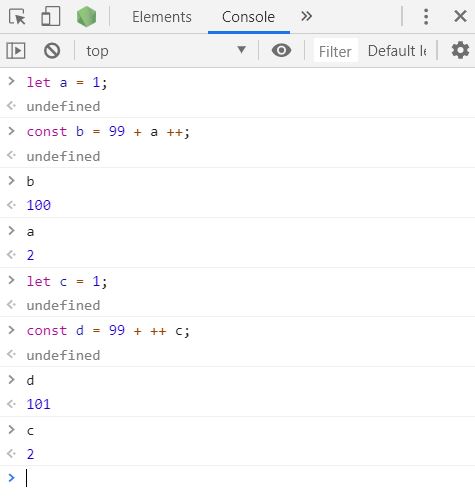 Elements Console
top Filter Default le
let a = 1;
undefined
const b = 99 + a ++;
undefined
b
100
a
2
let c = 1;
undefined
const d = 99 + ++ c;
undefined
d
101
c
2